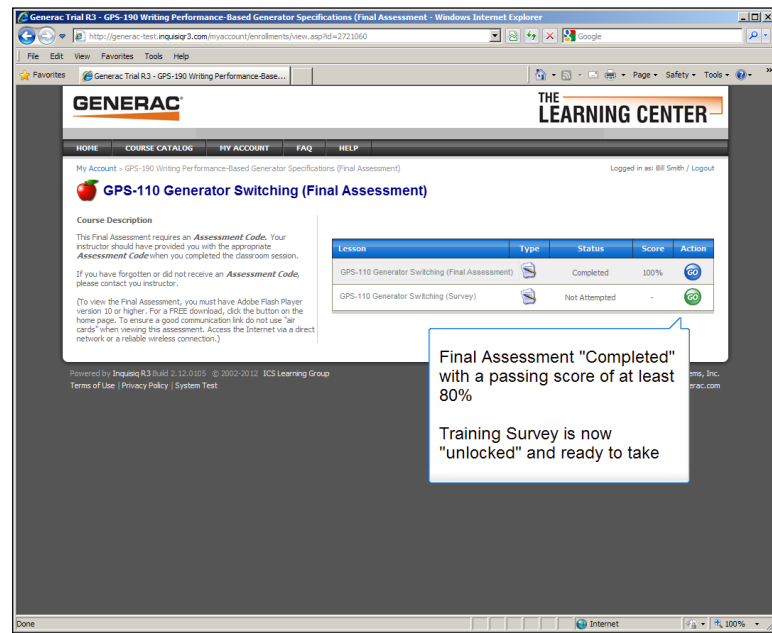 Generac Trial R3 - GPS-190 Writing Performance-Based Generator Specifications (Final Assessment - Windows Internet Explorer
http://generac-test.inquisiqr3.com/myaccount/enrollments/view.asp?id=2721060
Google
File Edit View Favorites Tools Help
Favorites Generac Trial R3 - GPS-190 Writing Performance-Base... Page Safety Tools
GENERAC
THE
LEARNING CENTER
HOME COURSE CATALOG MY ACCOUNT FAQ HELP
My Account > GPS-190 Writing Performance-Based Generator Specifications (Final Assessment) Logged in as: Bill Smith / Logout
GPS-110 Generator Switching (Final Assessment)
Course Description
This Final Assessment requires an Assessment Code. Your
instructor should have provided you with the appropriate
Assessment Code when you completed the classroom session.
If you have forgotten or did not receive an Assessment Code,
please contact you instructor.
(To view the Final Assessment, you must have Adobe Flash Player
version 10 or higher. For a FREE download, click the button on the
home page. To ensure a good communication link do not use "air
cards" when viewing this assessment. Access the Internet via a direct
network or a reliable wireless connection.)
Lesson Type Status Score Action
GPS-110 Generator Switching (Final Assessment) Completed 100% GO
GPS-110 Generator Switching (Survey) Not Attempted - GO
Final Assessment "Completed"
with a passing score of at least
80%
Training Survey is now
"unlocked" and ready to take
Powered by Inquisiq R3 Build 2.12.0105 © 2002-2012 ICS Learning Group ems, Inc.
Terms of Use | Privacy Policy | System Test erac.com
Done Internet 100%